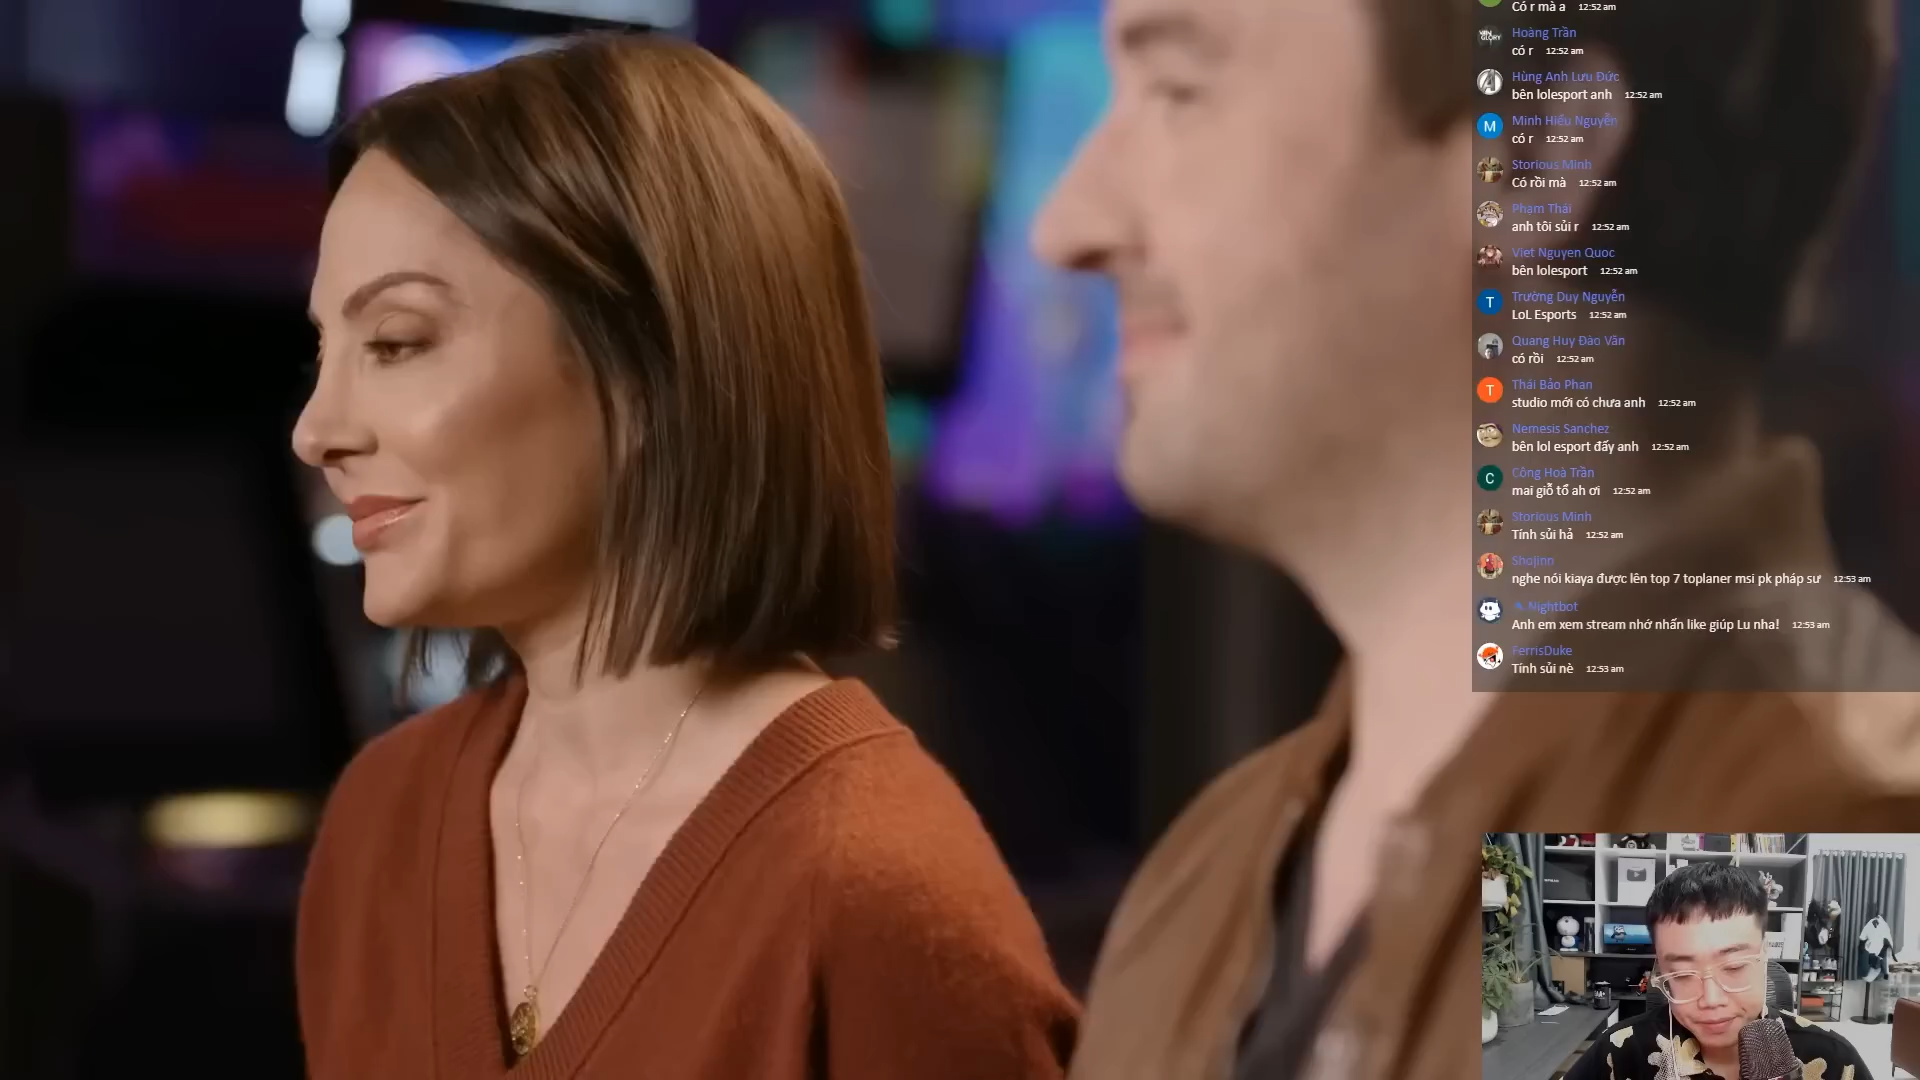 Có r mà a 12:52 am
Hoàng Trần
có r 12:52 am
Hùng Anh Lưu Đức
bên lolesport anh 12:52 am
M
Minh Hiếu Nguyễn
có r 12:52 am
Storious Minh
Có rồi mà 12:52 am
Phạm Thái
anh tôi sủi r 12:52 am
Viet Nguyen Quoc
bên lolesport 12:52 am
T
Trường Duy Nguyễn
LoL Esports 12:52 am
Quang Huy Đào Văn
có rồi 12:52 am
T
Thái Bảo Phan
studio mới có chưa anh 12:52 am
Nemesis Sanchez
bên lol esport đấy anh 12:52 am
C
Công Hoà Trần
mai giỗ tổ ah ơi 12:52 am
Storious Minh
Tính sủi hả 12:52 am
Shojinn
nghe nói kiaya được lên top 7 toplaner msi pk pháp sư 12:53 am
Nightbot
Anh em xem stream nhớ nhấn like giúp Lu nha! 12:53 am
FerrisDuke
Tính sủi nè 12:53 am